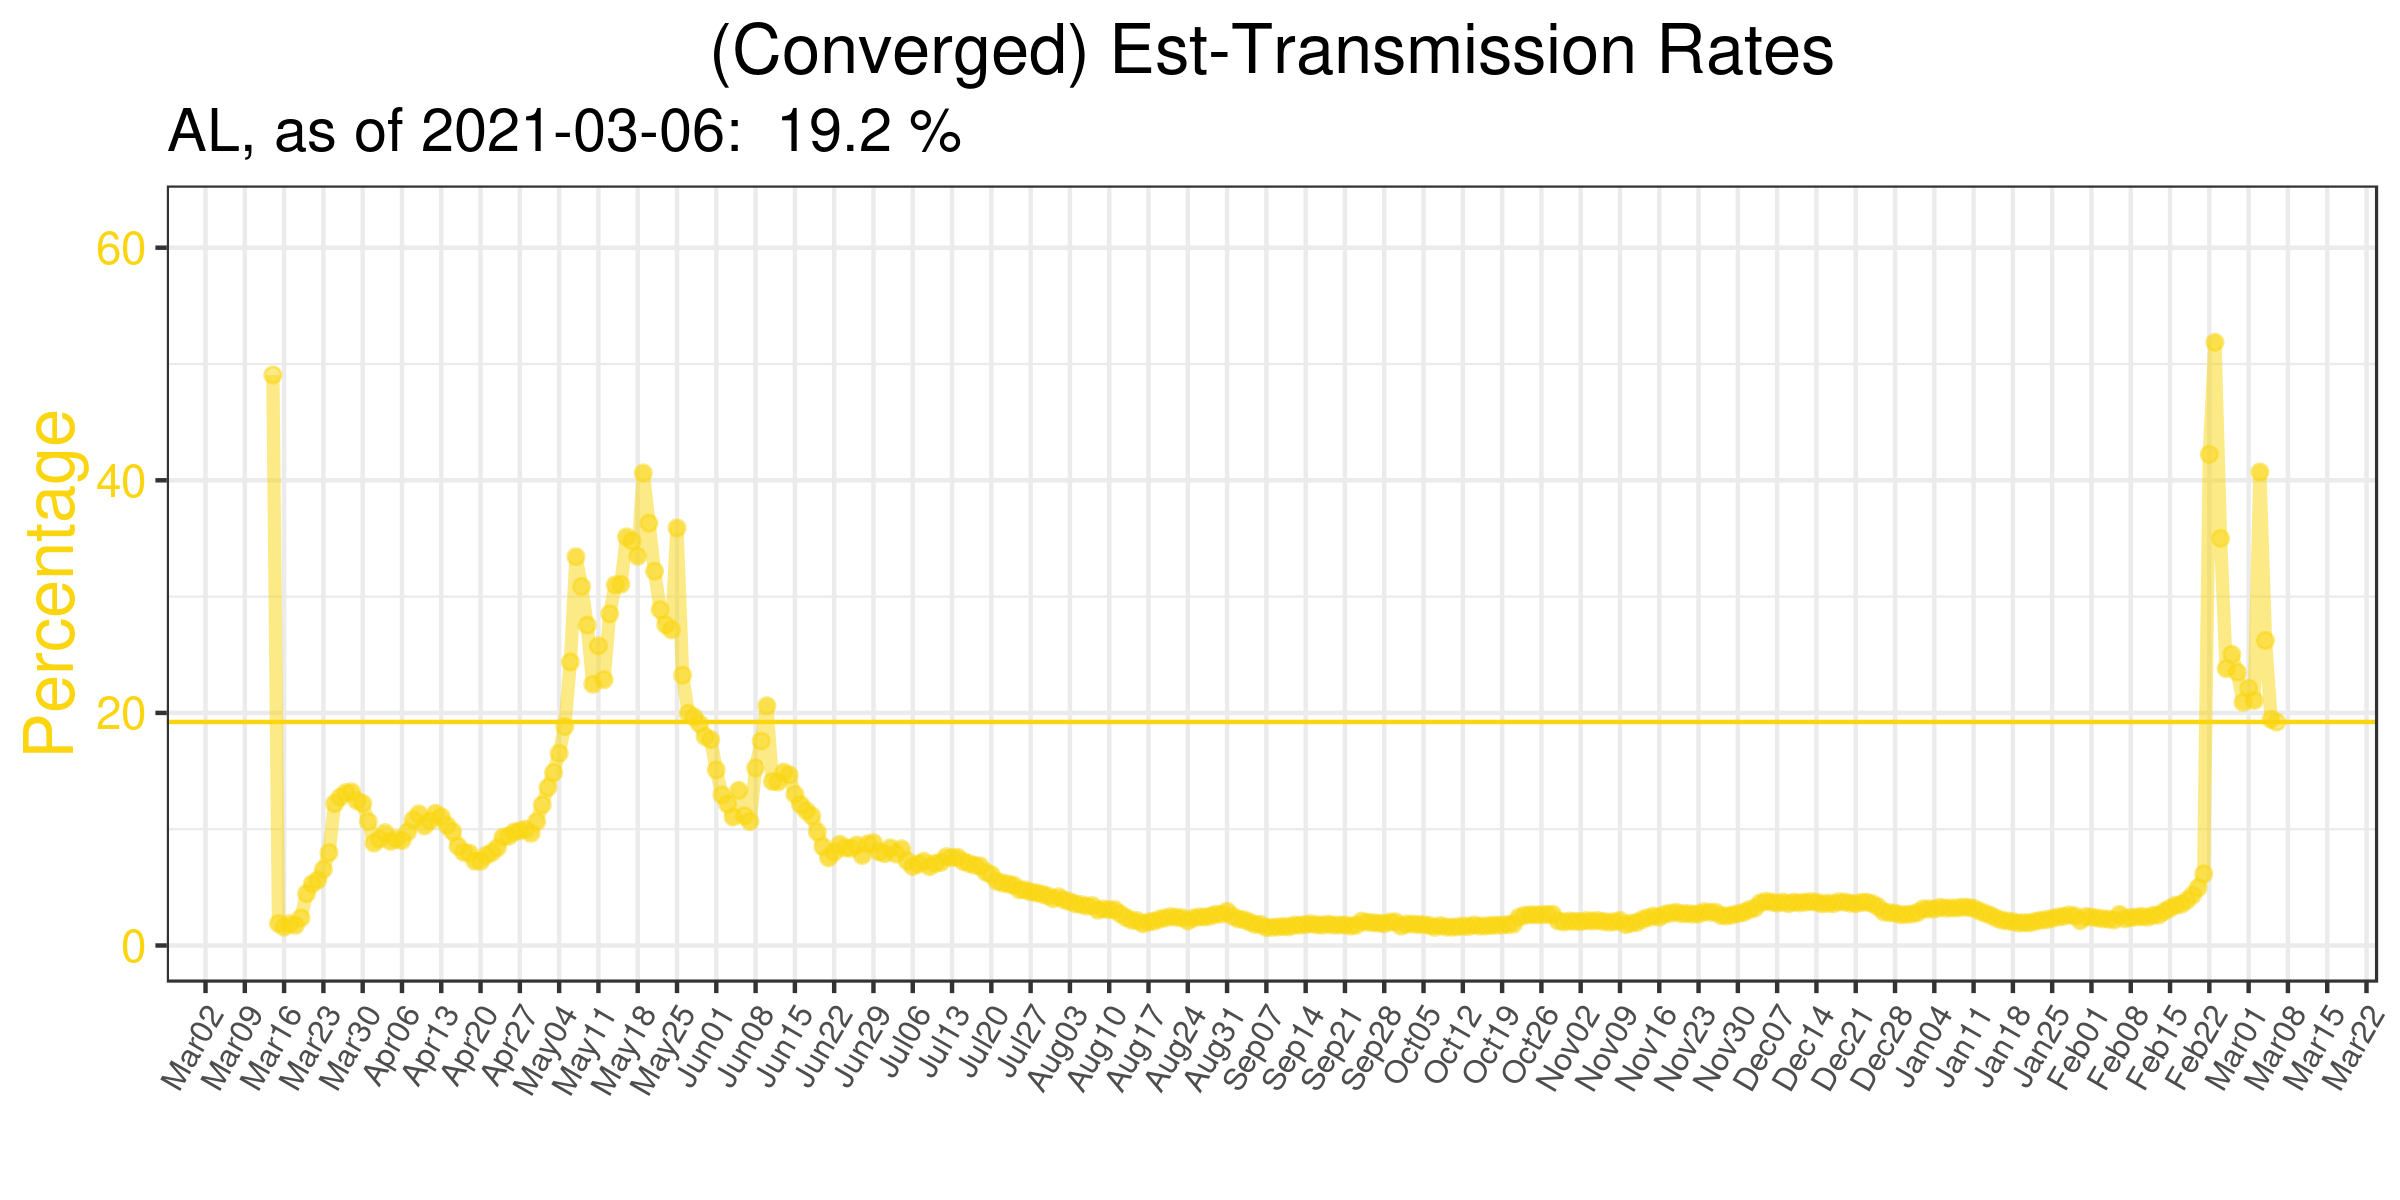 (Converged) Est-Transmission Rates
AL, as of 2021-03-06:  19.2 %
Percentage
60
40
20
0
Mar02
Mar09
Mar16
Mar23
Mar30
Apr06
Apr13
Apr20
Apr27
May04
May11
May18
May25
Jun01
Jun08
Jun15
Jun22
Jun29
Jul06
Jul13
Jul20
Jul27
Aug03
Aug10
Aug17
Aug24
Aug31
Sep07
Sep14
Sep21
Sep28
Oct05
Oct12
Oct19
Oct26
Nov02
Nov09
Nov16
Nov23
Nov30
Dec07
Dec14
Dec21
Dec28
Jan04
Jan11
Jan18
Jan25
Feb01
Feb08
Feb15
Feb22
Mar01
Mar08
Mar15
Mar22